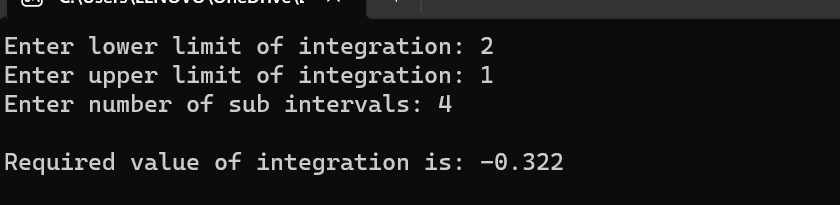 Enter lower limit of integration: 2
Enter upper limit of integration: 1
Enter number of sub intervals: 4
Required value of integration is: -0.322